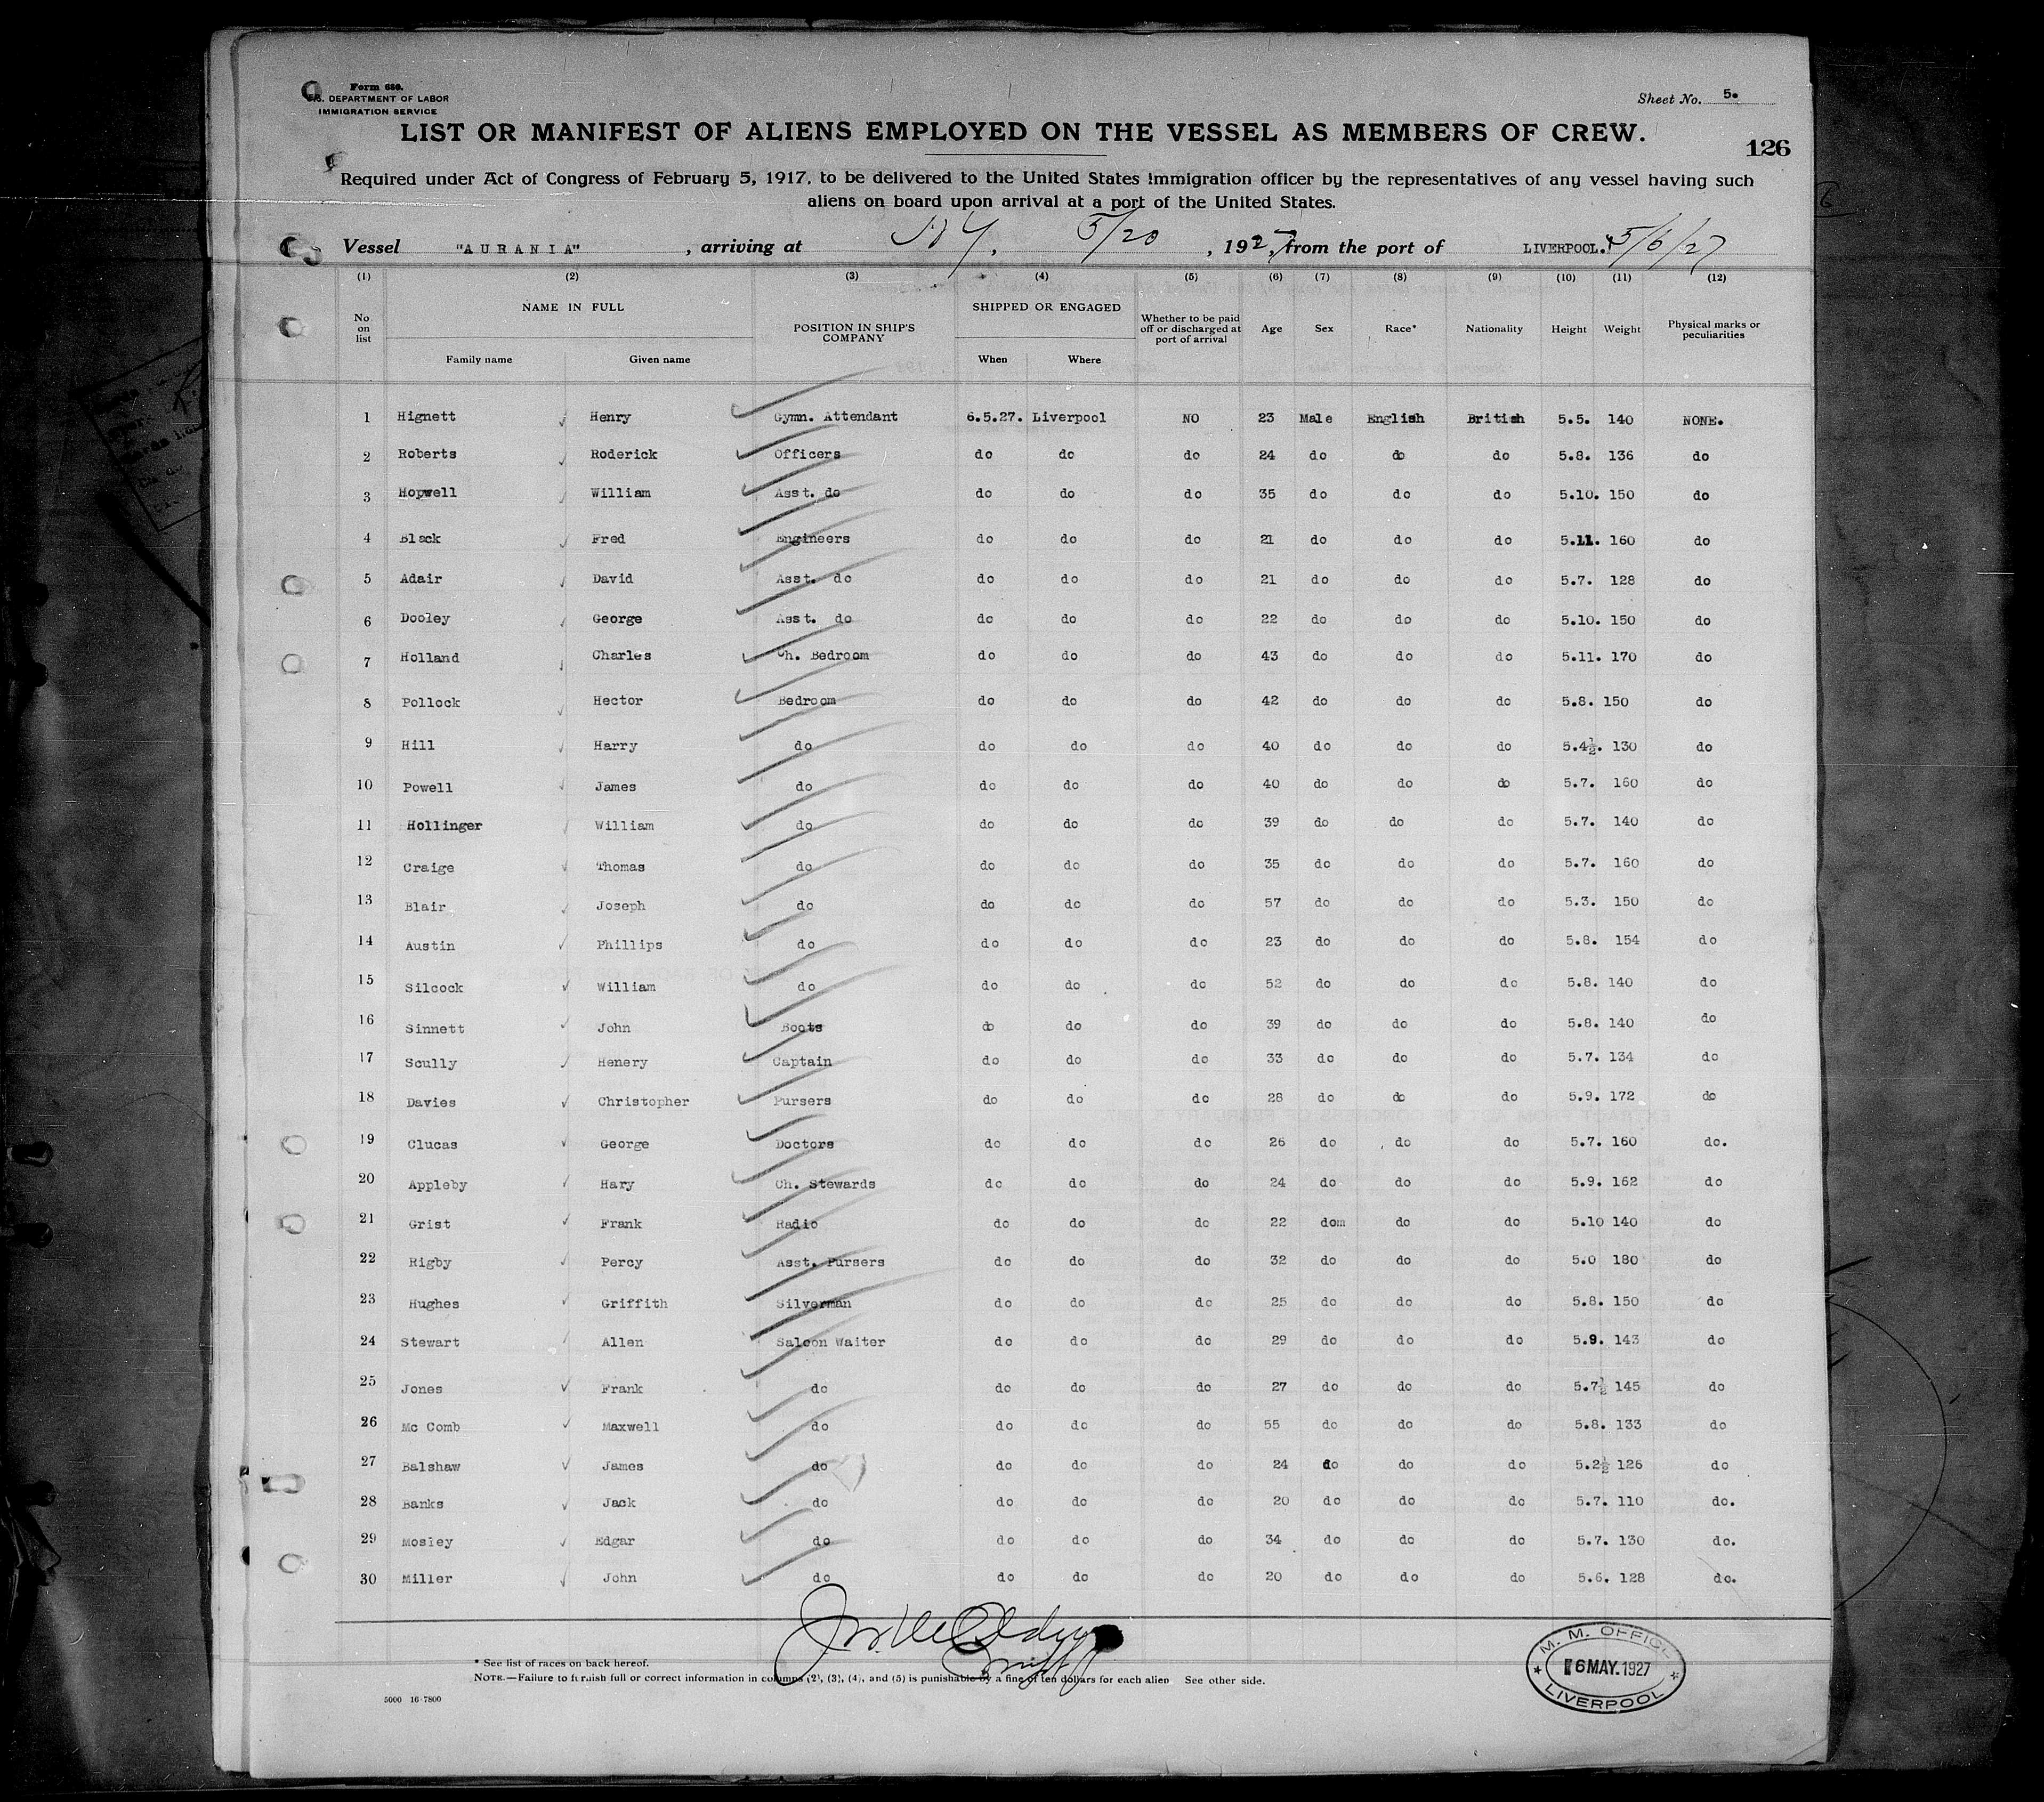 Form 686.
U.S. DEPARTMENT OF LABOR
IMMIGRATION SERVICE
Sheet No. 5.
LIST OR MANIFEST OF ALIENS EMPLOYED ON THE VESSEL AS MEMBERS OF CREW.
126
Required under Act of Congress of February 5, 1917, to be delivered to the United States Immigration officer by the representatives of any vessel having such
aliens on board upon arrival at a port of the United States.
Vessel "AURANIA", arriving at NY, 5/20, 1927, from the port of LIVERPOOL. 5/6/27
(1) (2) (3) (4) (5) (6) (7) (8) (9) (10) (11) (12)
No on list NAME IN FULL Family name Given name POSITION IN SHIP'S COMPANY SHIPPED OR ENGAGED When Where Whether to be paid off or discharged at port of arrival Age Sex Race* Nationality Height Weight Physical marks or peculiarities
1 Hignett Henry Gymn. Attendant 6.5.27. Liverpool NO 23 Male English British 5.5. 140 NONE.
2 Roberts Roderick Officers do do do 24 do do do 5.8. 136 do
3 Hopwell William Asst. do do do do 35 do do do 5.10. 150 do
4 Black Fred Engineers do do do 21 do do do 5.11. 160 do
5 Adair David Asst. do do do do 21 do do do 5.7. 128 do
6 Dooley George Asst. do do do do 22 do do do 5.10. 150 do
7 Holland Charles Ch. Bedroom do do do 43 do do do 5.11. 170 do
8 Pollock Hector Bedroom do do do 42 do do do 5.8. 150 do
9 Hill Harry do do do do 40 do do do 5.4½. 130 do
10 Powell James do do do do 40 do do do 5.7. 160 do
11 Hollinger William do do do do 39 do do do 5.7. 140 do
12 Craige Thomas do do do do 35 do do do 5.7. 160 do
13 Blair Joseph do do do do 57 do do do 5.3. 150 do
14 Austin Phillips do do do do 23 do do do 5.8. 154 do
15 Silcock William do do do do 52 do do do 5.8. 140 do
16 Sinnett John Boots do do do 39 do do do 5.8. 140 do
17 Scully Henery Captain do do do 33 do do do 5.7. 134 do
18 Davies Christopher Pursers do do do 28 do do do 5.9. 172 do
19 Clucas George Doctors do do do 26 do do do 5.7. 160 do.
20 Appleby Hary Ch. Stewards do do do 24 do do do 5.9. 162 do
21 Grist Frank Radio do do do 22 dom do do 5.10 140 do
22 Rigby Percy Asst. Pursers do do do 32 do do do 5.0 180 do
23 Hughes Griffith Silverman do do do 25 do do do 5.8. 150 do
24 Stewart Allen Saloon Waiter do do do 29 do do do 5.9. 143 do
25 Jones Frank do do do do 27 do do do 5.7½ 145 do
26 Mc Comb Maxwell do do do do 55 do do do 5.8. 133 do
27 Balshaw James do do do do 24 do do do 5.2½ 126 do
28 Banks Jack do do do do 20 do do do 5.7. 110 do.
29 Mosley Edgar do do do do 34 do do do 5.7. 130 do.
30 Miller John do do do do 20 do do do 5.6. 128 do.
* See list of races on back hereof.
NOTE.—Failure to furnish full or correct information in columns (2), (3), (4), and (5) is punishable by a fine of ten dollars for each alien See other side.
5000 16-7800
M. M. OFFICE
6 MAY. 1927
LIVERPOOL